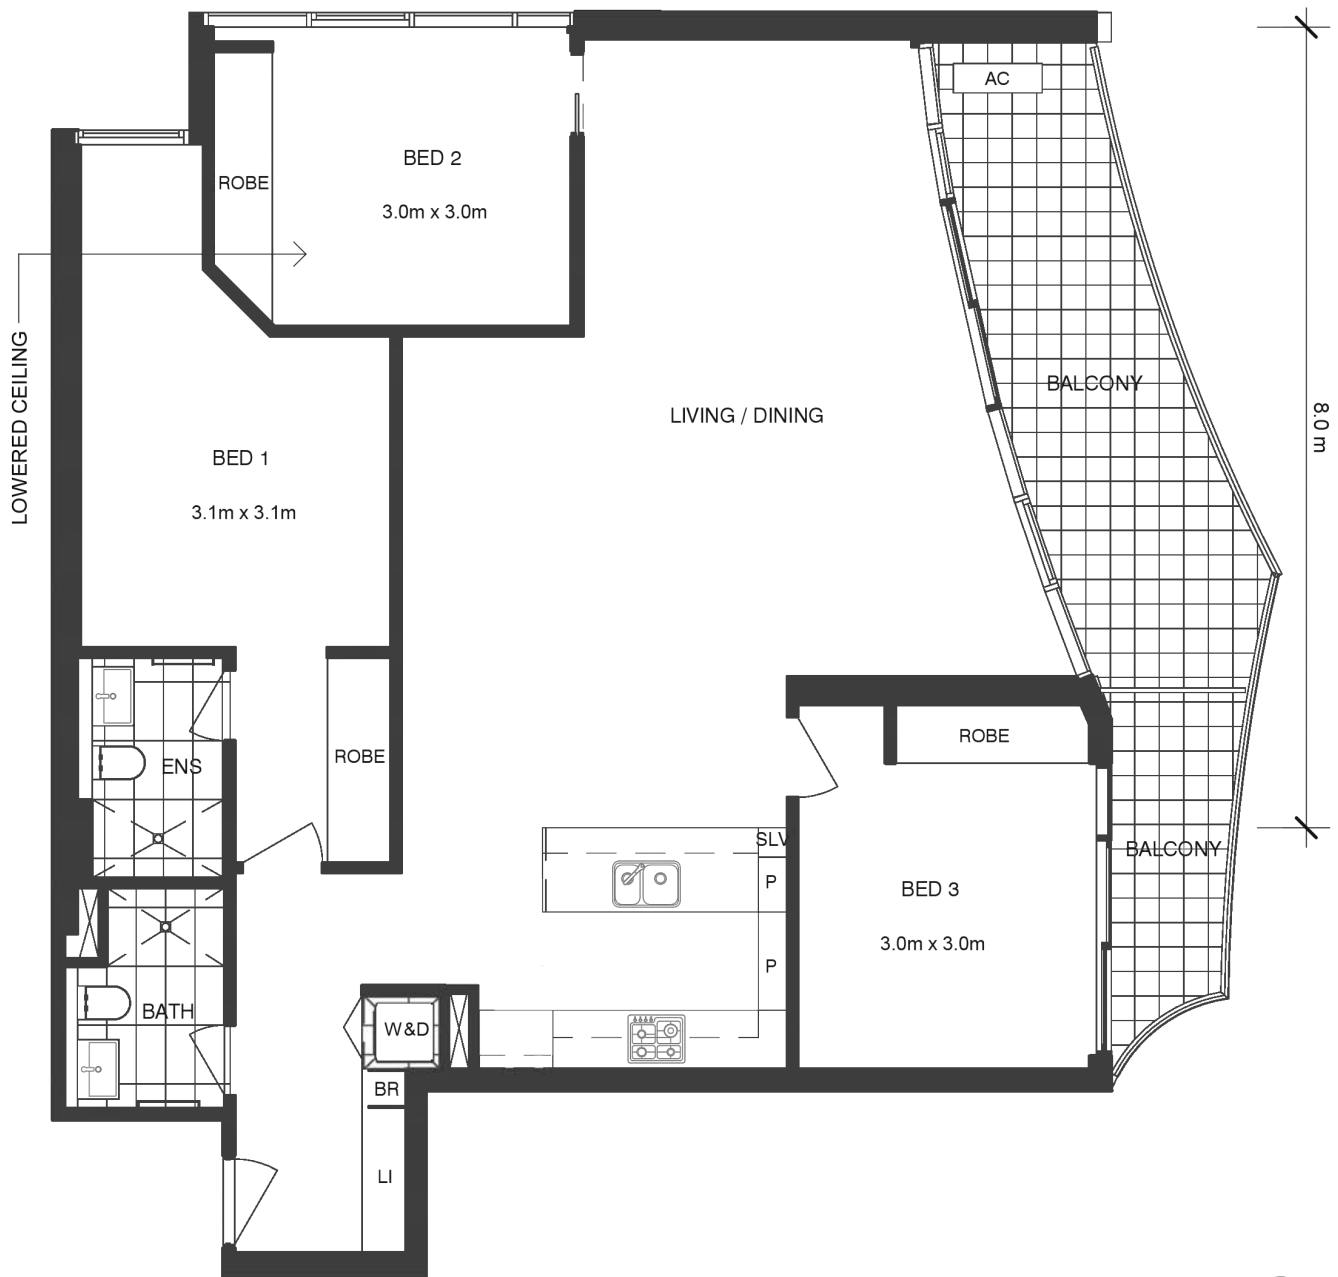 AC
BED 2
ROBE
3.0m x 3.0m
LOWERED CEILING
BALCONY
8.0 m
LIVING / DINING
BED 1
3.1m x 3.1m
ROBE
ROBE
ENS
SLV
BALCONY
P
BED 3
3.0m x 3.0m
P
BATH
W&D
BR
LI